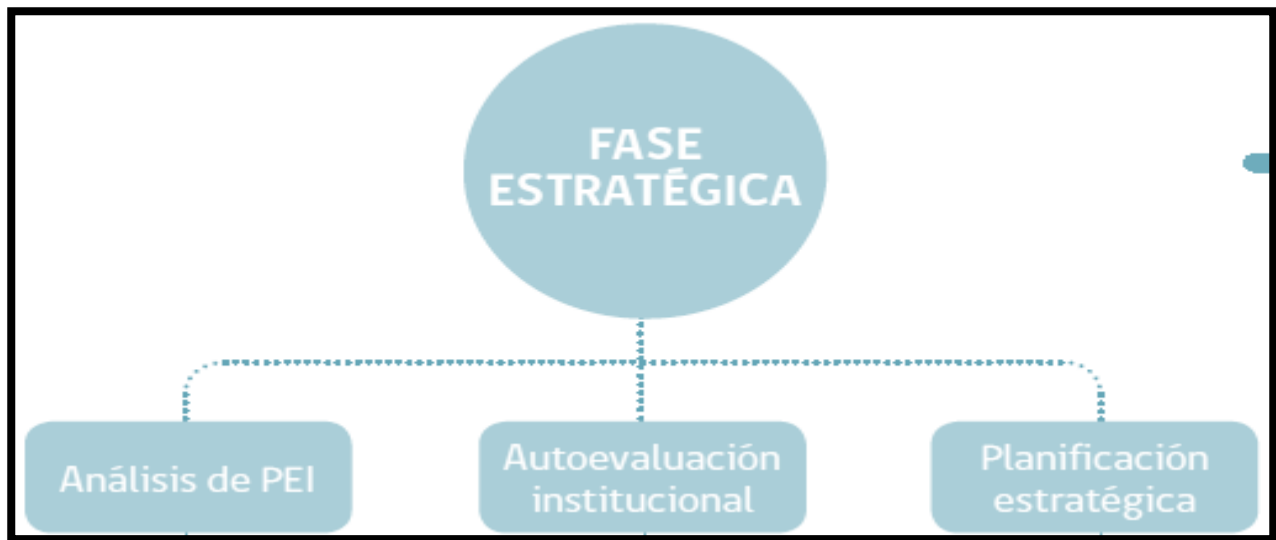 FASE
ESTRATÉGICA
Análisis de PEI
Autoevaluación
institucional
Planificación
estratégica